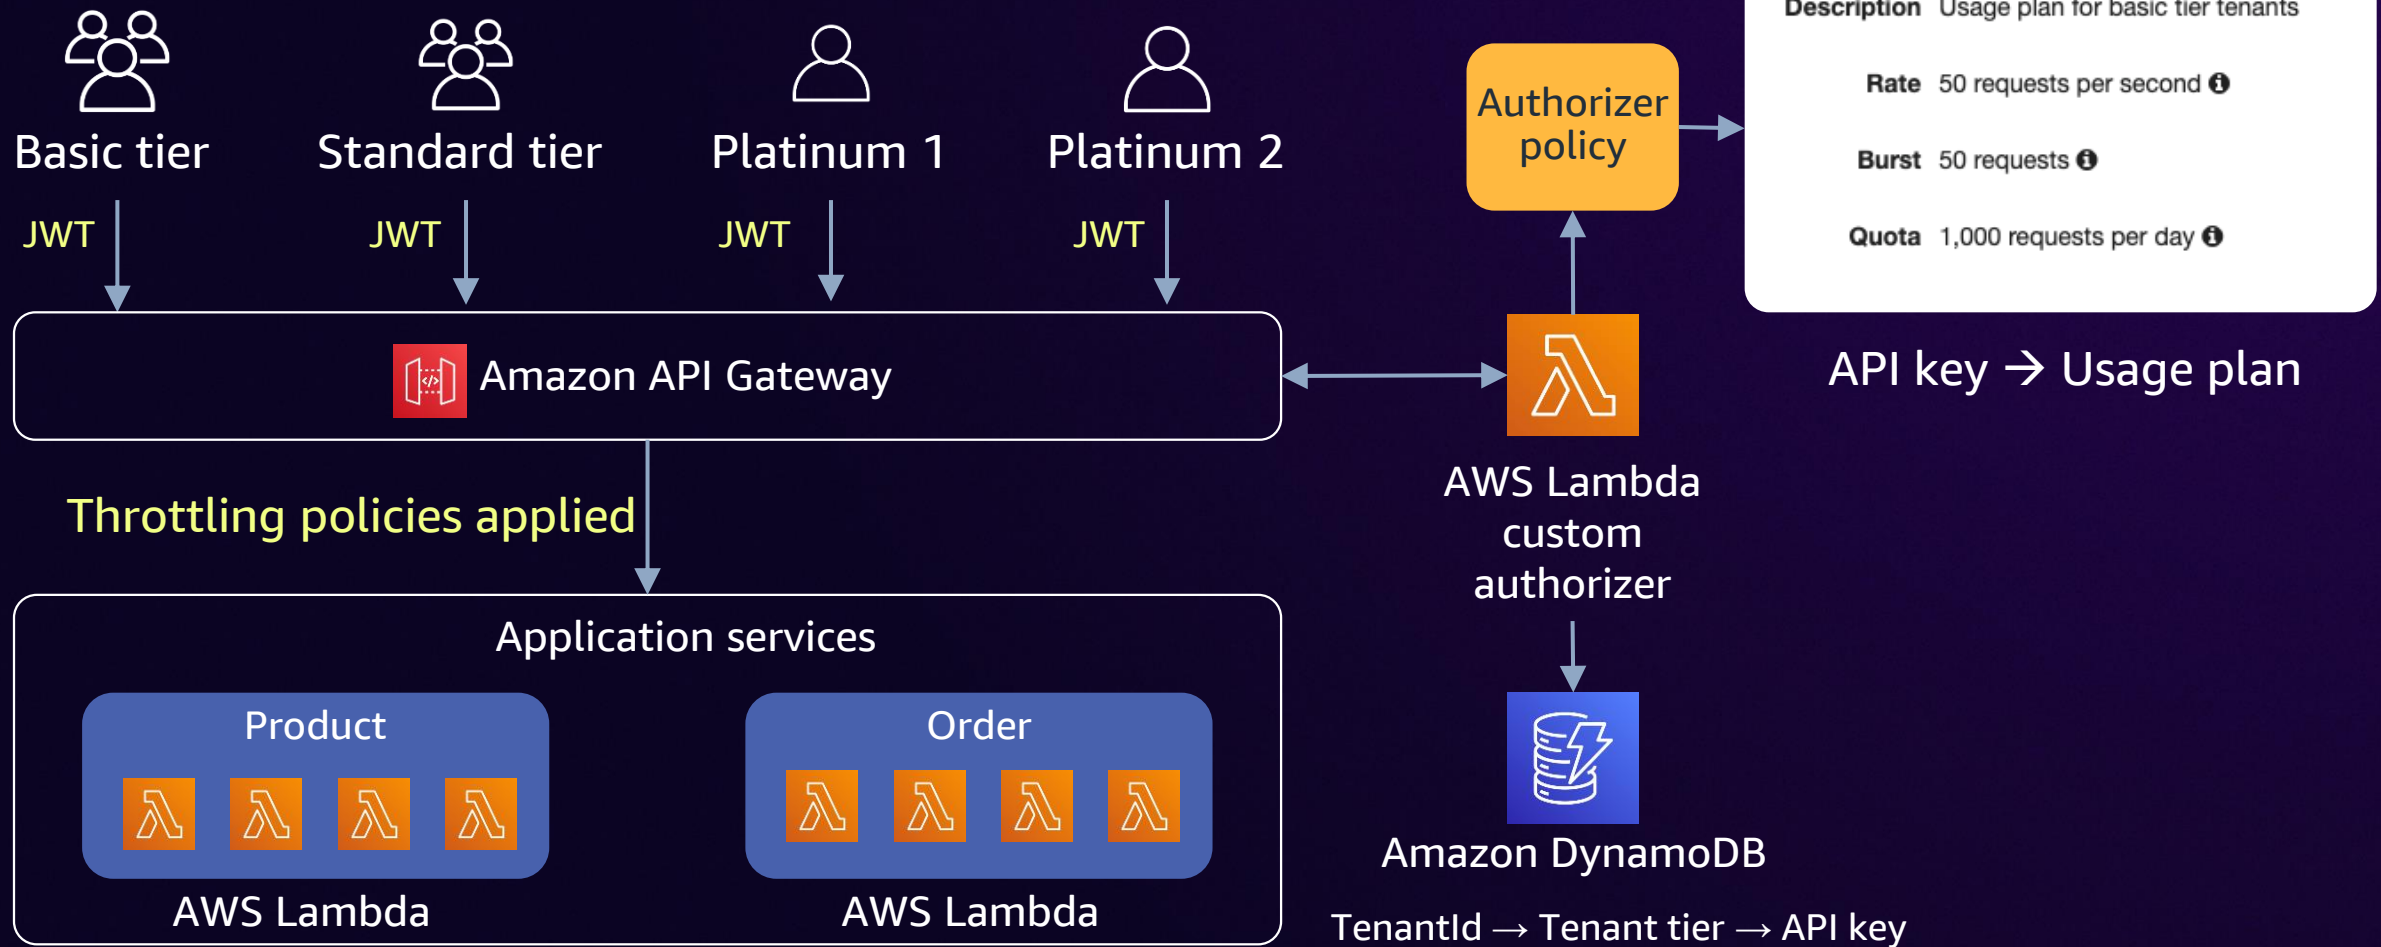 Basic tier
Standard tier
Platinum 1
Platinum 2
JWT
JWT
JWT
JWT
Amazon API Gateway
Throttling policies applied
Application services
Product
AWS Lambda
Order
AWS Lambda
Authorizer
policy
Description Usage plan for basic tier tenants
Rate 50 requests per second
Burst 50 requests
Quota 1,000 requests per day
API key → Usage plan
AWS Lambda
custom
authorizer
Amazon DynamoDB
TenantId → Tenant tier → API key